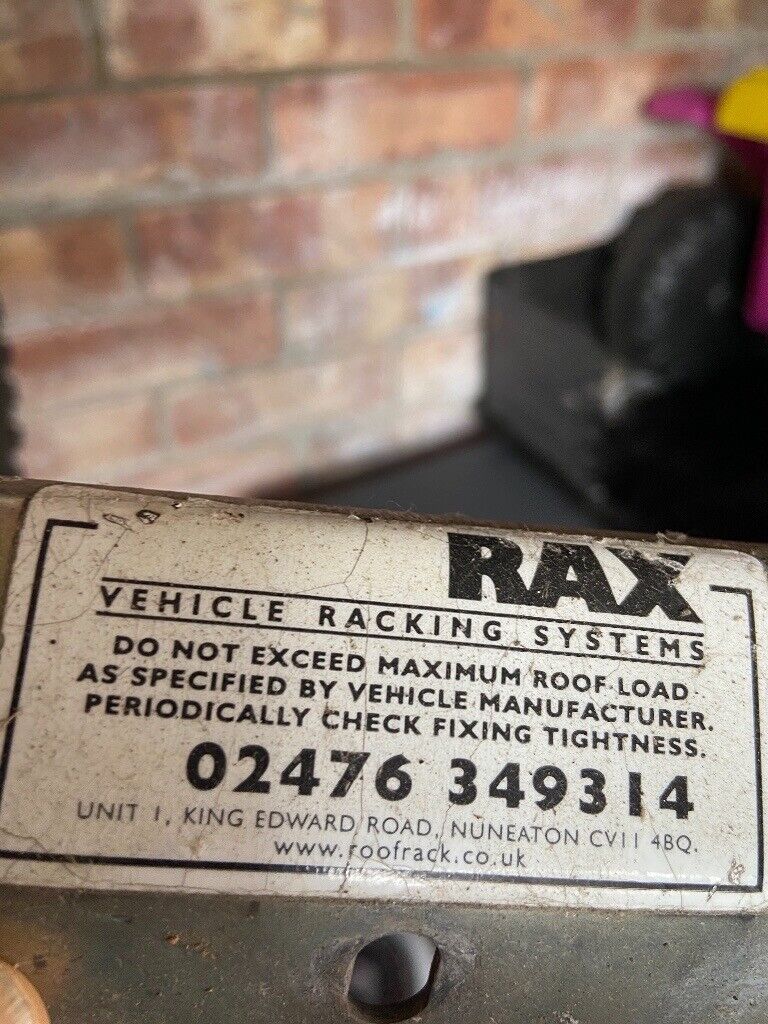 RAX
VEHICLE RACKING SYSTEMS
DO NOT EXCEED MAXIMUM ROOF LOAD
AS SPECIFIED BY VEHICLE MANUFACTURER.
PERIODICALLY CHECK FIXING TIGHTNESS.
02476 349314
UNIT 1, KING EDWARD ROAD, NUNEATON CV11 4BQ.
www.roofrack.co.uk